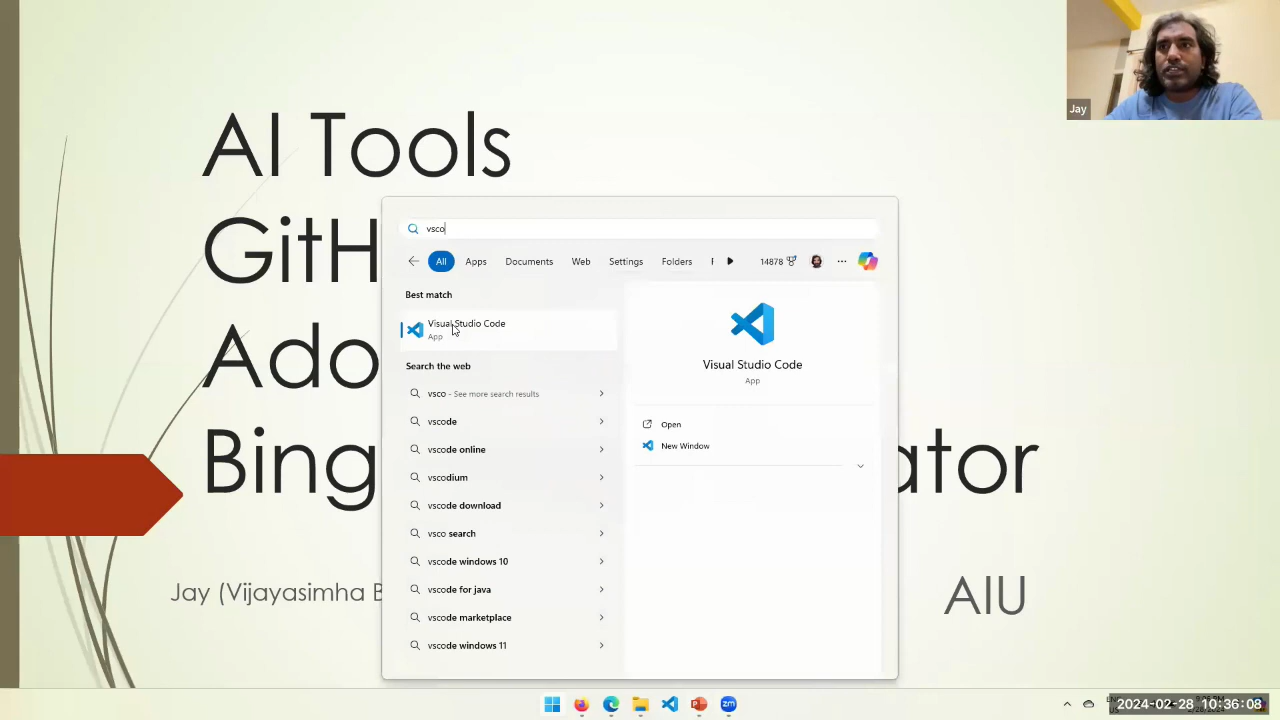 AI Tools
GitH
Ado
Bing
ator
Jay (Vijayasimha B
AIU
Jay
vsco
All
Apps
Documents
Web
Settings
Folders
14878
Best match
Visual Studio Code
App
Search the web
vsco - See more search results
vscode
vscode online
vscodium
vscode download
vsco search
vscode windows 10
vscode for java
vscode marketplace
vscode windows 11
Visual Studio Code
App
Open
New Window
zm
2024-02-28 10:36:08